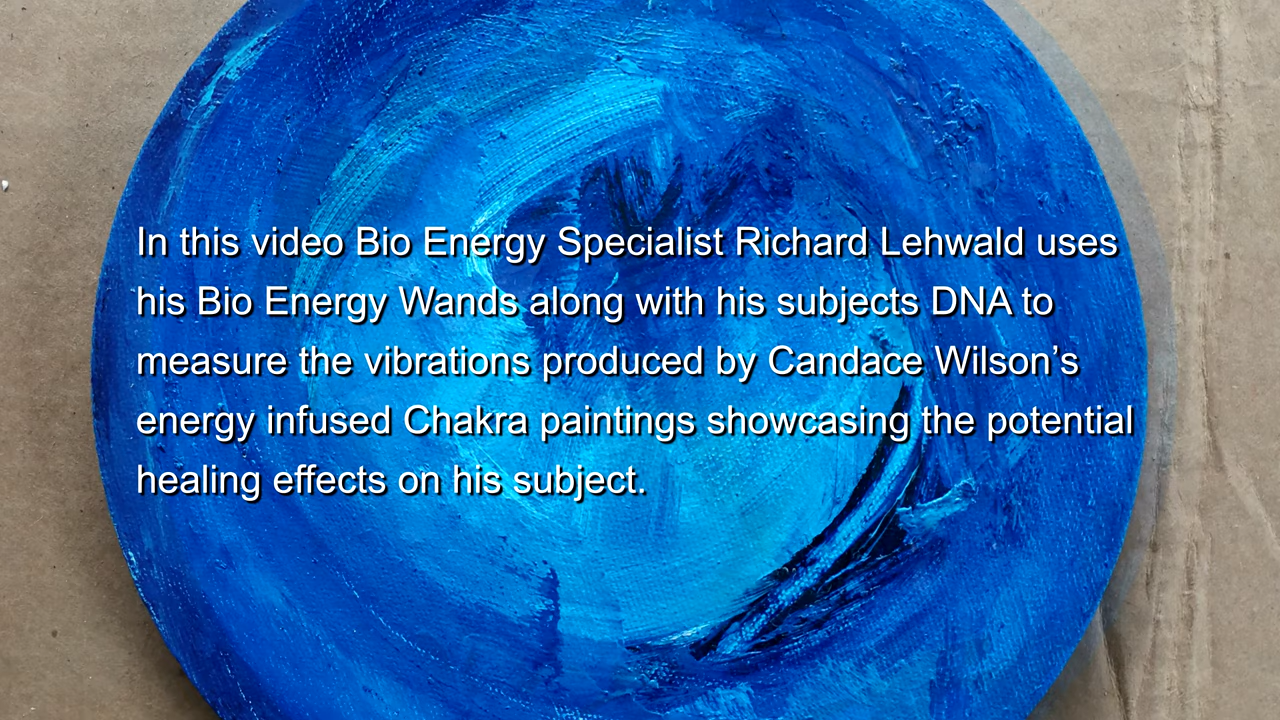 In this video Bio Energy Specialist Richard Lehwald uses
his Bio Energy Wands along with his subjects DNA to
measure the vibrations produced by Candace Wilson’s
energy infused Chakra paintings showcasing the potential
healing effects on his subject.